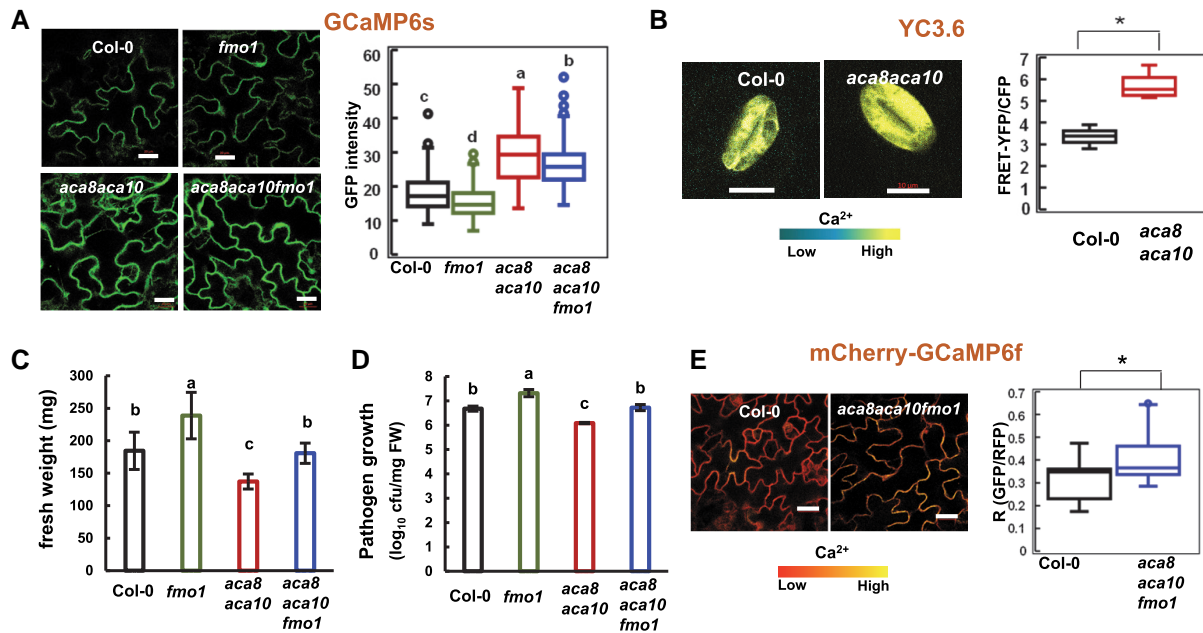 A
GCaMP6s
Col-0
fmo1
aca8aca10
aca8aca10fmo1
GFP intensity
60
50
40
30
20
10
0
c
d
a
b
Col-0
fmo1
aca8
aca10
aca8
aca10
fmo1
B
YC3.6
Col-0
aca8aca10
10 µm
Ca²⁺
Low
High
FRET-YFP/CFP
7
6
5
4
3
2
1
0
*
Col-0
aca8
aca10
C
fresh weight (mg)
300
250
200
150
100
50
0
b
a
c
b
Col-0
fmo1
aca8
aca10
aca8
aca10
fmo1
D
Pathogen growth
(log₁₀ cfu/mg FW)
8
7
6
5
4
3
2
1
0
b
a
c
b
Col-0
fmo1
aca8
aca10
aca8
aca10
fmo1
E
mCherry-GCaMP6f
Col-0
aca8aca10fmo1
Ca²⁺
Low
High
R (GFP/RFP)
0.7
0.6
0.5
0.4
0.3
0.2
0.1
0
*
Col-0
aca8
aca10
fmo1